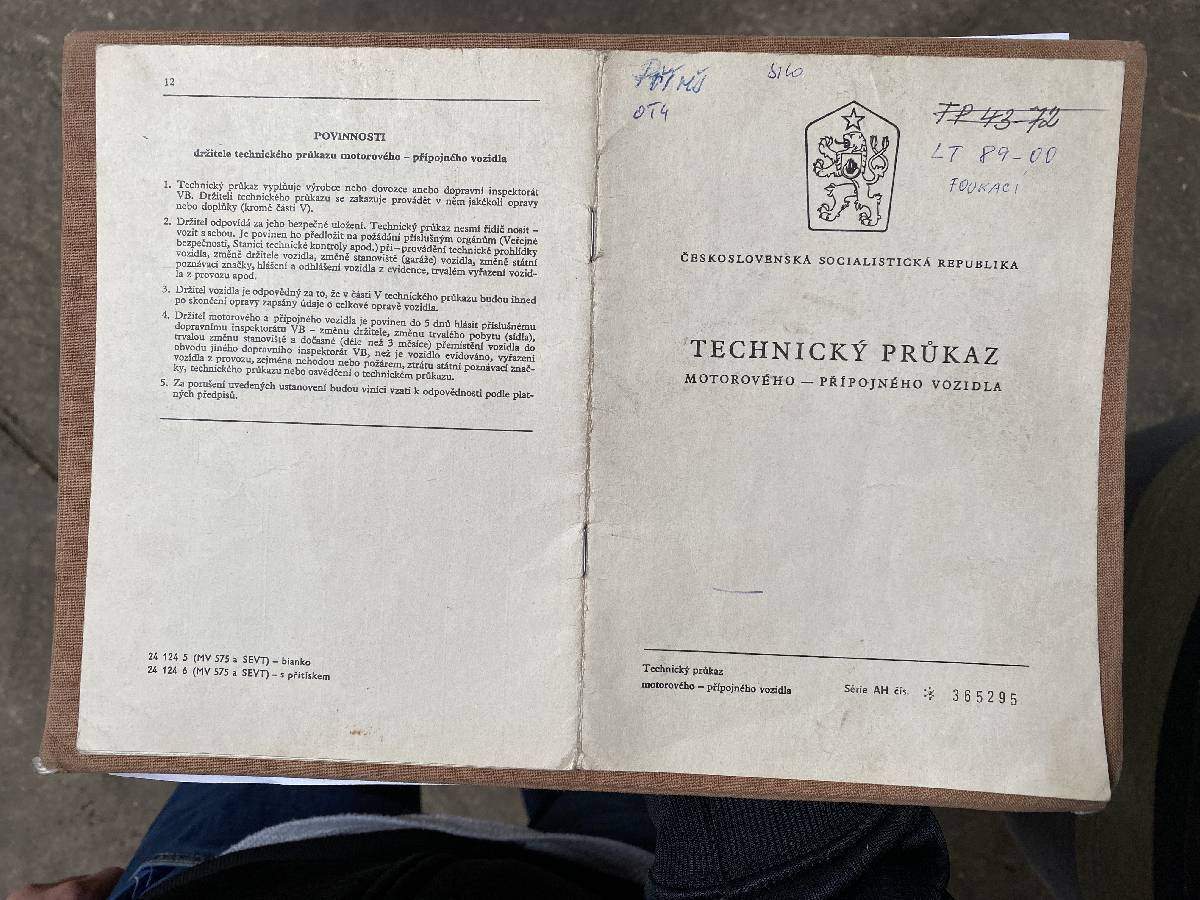 12
POVINNOSTI
držitele technického průkazu motorového – přípojného vozidla
1. Technický průkaz vyplňuje výrobce nebo dovozce anebo dopravní inspektorát
VB. Držiteli technického průkazu se zakazuje provádět v něm jakékoli opravy
nebo doplňky (kromě části V).
2. Držitel odpovídá za jeho bezpečné uložení. Technický průkaz nesmí řidič nosit –
vozit s sebou. Je povinen ho předložit na požádání příslušným orgánům (Veřejné
bezpečnosti, Stanici technické kontroly apod.) při provádění technické prohlídky
vozidla, změně držitele vozidla, změně stanoviště (garáže) vozidla, změně státní
poznávací značky, hlášení a odhlášení vozidla z evidence, trvalém vyřazení vozid-
la z provozu apod.
3. Držitel vozidla je odpovědný za to, že v části V technického průkazu budou ihned
po skončení opravy zapsány údaje o celkové opravě vozidla.
4. Držitel motorového a přípojného vozidla je povinen do 5 dnů hlásit příslušnému
dopravnímu inspektorátu VB – změnu držitele, změnu trvalého pobytu (sídla),
trvalou změnu stanoviště a dočasné (déle než 3 měsíce) přemístění vozidla do
obvodu jiného dopravního inspektorát VB, než je vozidlo evidováno, vyřazení
vozidla z provozu, zejména nehodou nebo požárem, ztrátu státní poznávací znač-
ky, technického průkazu nebo osvědčení o technickém průkazu.
5. Za porušení uvedených ustanovení budou viníci vzati k odpovědnosti podle plat-
ných předpisů.
24 124 5 (MV 575 a SEVT) – bianko
24 124 6 (MV 575 a SEVT) – s přítiskem
MŠ
SILO
OT4
TP 43-72
LT 89-00
FOUKACÍ
ČESKOSLOVENSKÁ SOCIALISTICKÁ REPUBLIKA
TECHNICKÝ PRŮKAZ
MOTOROVÉHO — PŘÍPOJNÉHO VOZIDLA
Technický průkaz
motorového – přípojného vozidla
Série AH čís. 365295